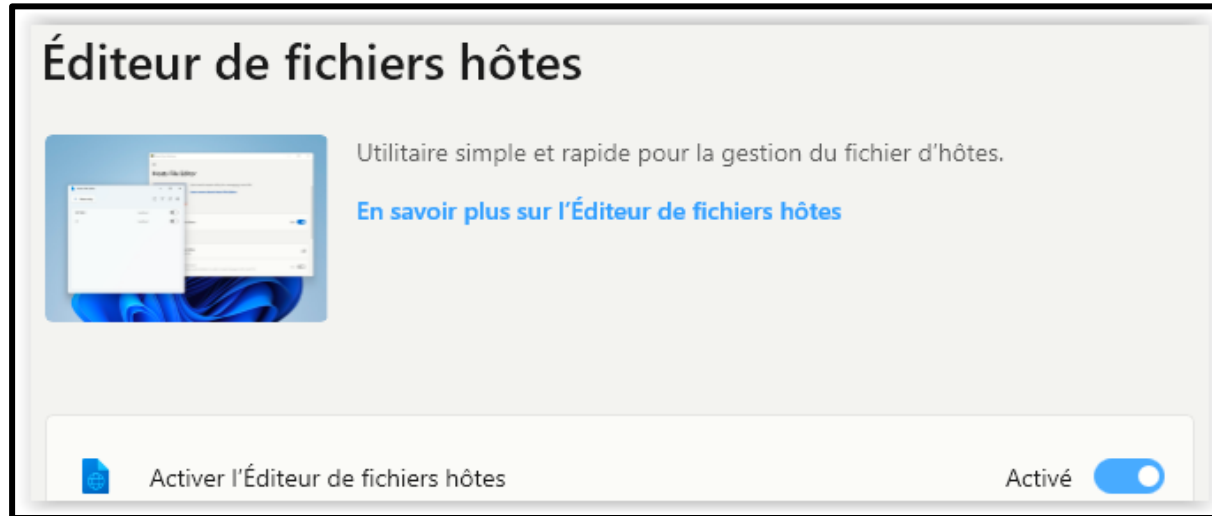 Éditeur de fichiers hôtes
Utilitaire simple et rapide pour la gestion du fichier d’hôtes.
En savoir plus sur l’Éditeur de fichiers hôtes
Activer l’Éditeur de fichiers hôtes
Activé